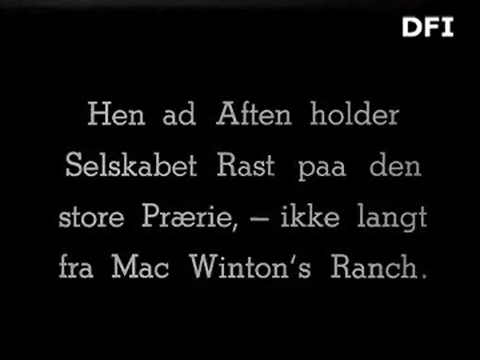 DFI
Hen ad Aften holder
Selskabet Rast paa den
store Prærie, – ikke langt
fra Mac Winton's Ranch.